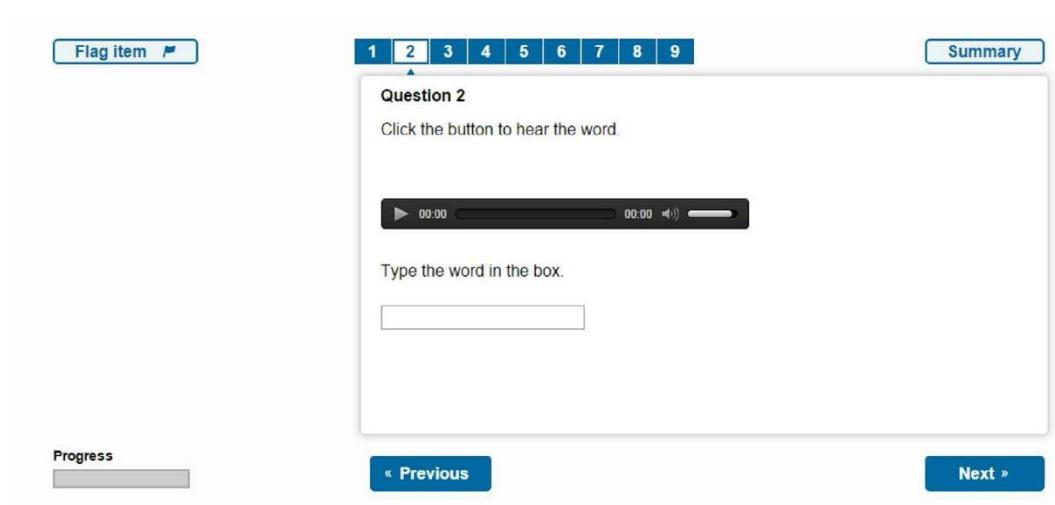 Flag item
1 2 3 4 5 6 7 8 9
Summary
Question 2
Click the button to hear the word.
00:00 00:00
Type the word in the box.
Progress
« Previous
Next »